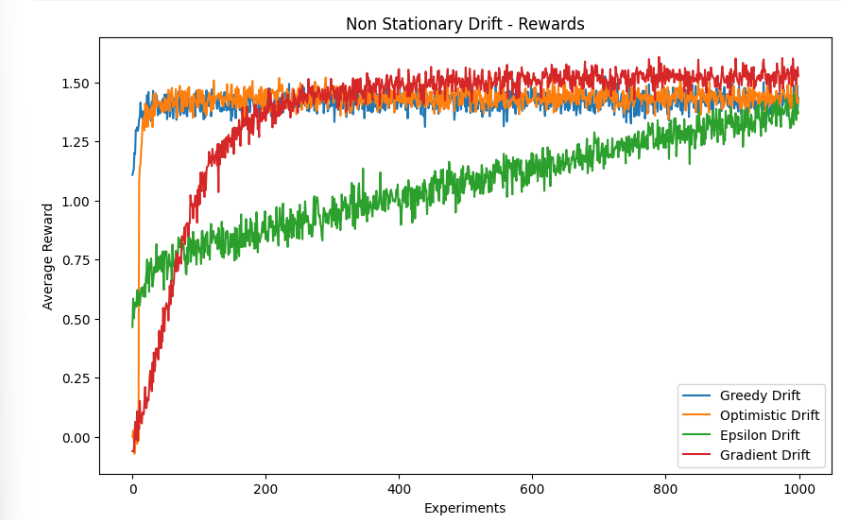 Non Stationary Drift - Rewards
1.50
1.25
1.00
0.75
0.50
0.25
0.00
Average Reward
0
200
400
600
800
1000
Experiments
Greedy Drift
Optimistic Drift
Epsilon Drift
Gradient Drift